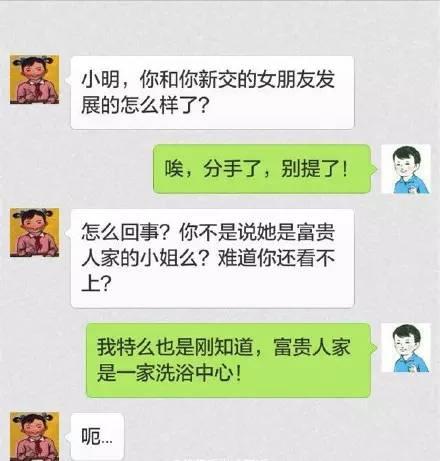 小明，你和你新交的女朋友发
展的怎么样了？
唉，分手了，别提了！
怎么回事？你不是说她是富贵
人家的小姐么？难道你还看不
上？
我特么也是刚知道，富贵人家
是一家洗浴中心！
呃...